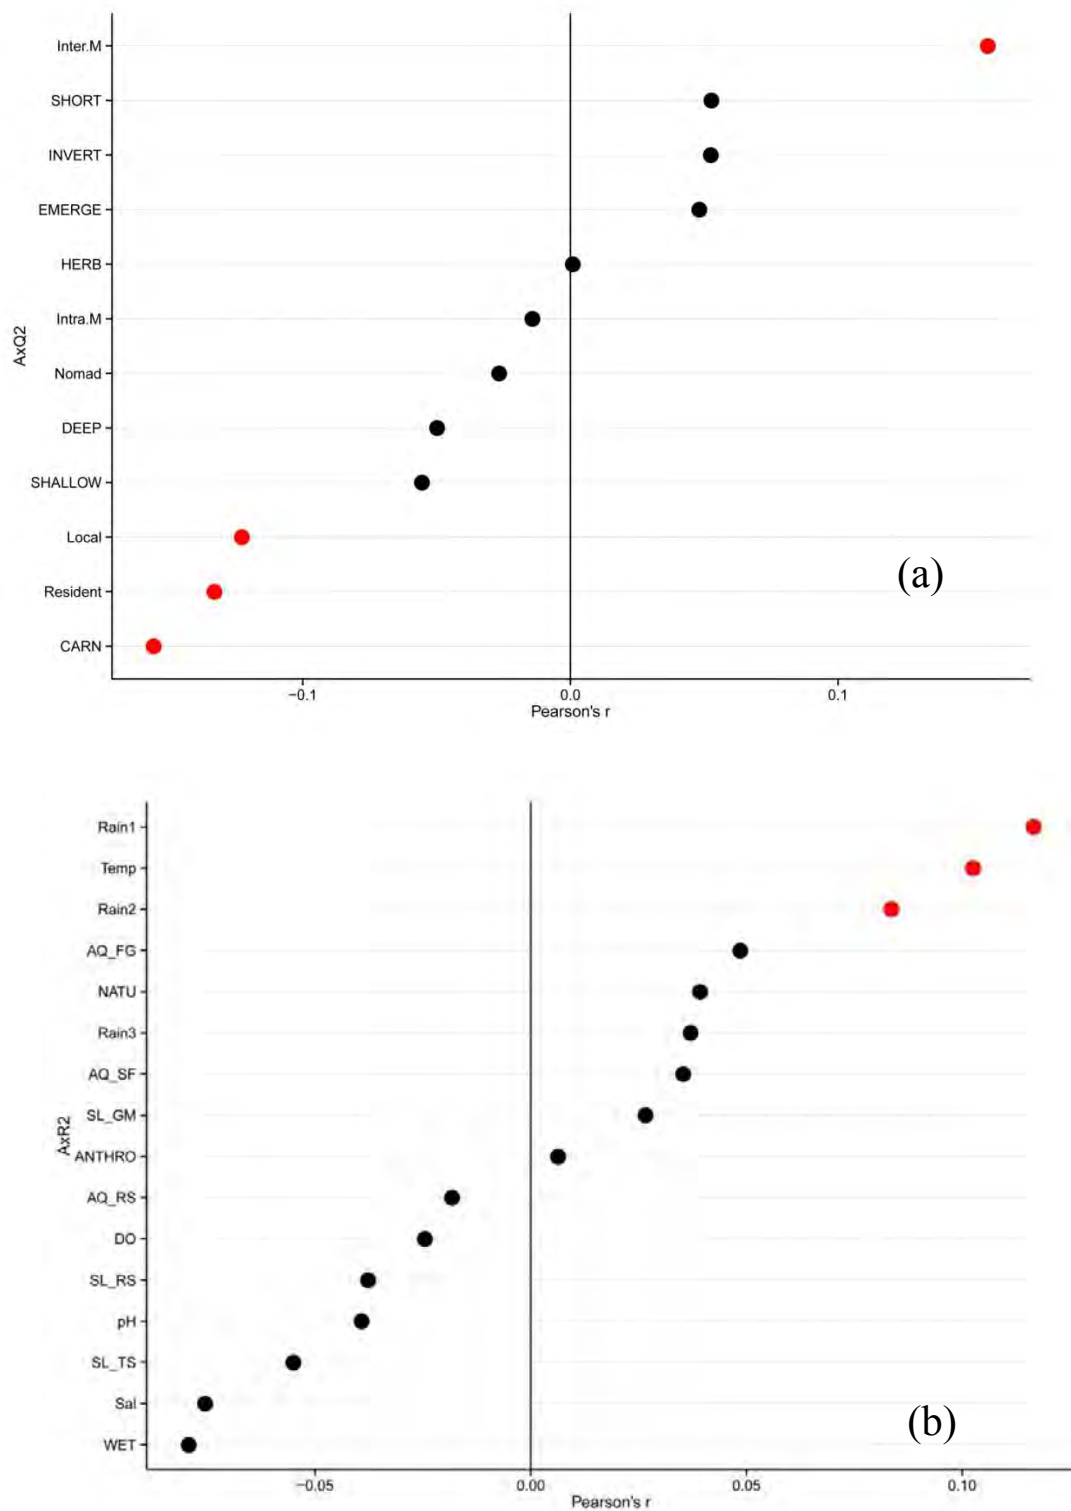 Inter.M
SHORT
INVERT
EMERGE
HERB
Intra.M
Nomad
DEEP
SHALLOW
Local
Resident
CARN
AxQ2
(a)
−0.1
0.0
0.1
Pearson's r
Rain1
Temp
Rain2
AQ_FG
NATU
Rain3
AQ_SF
SL_GM
ANTHRO
AQ_RS
DO
SL_RS
pH
SL_TS
Sal
WET
AxR2
(b)
−0.05
0.00
0.05
0.10
Pearson's r